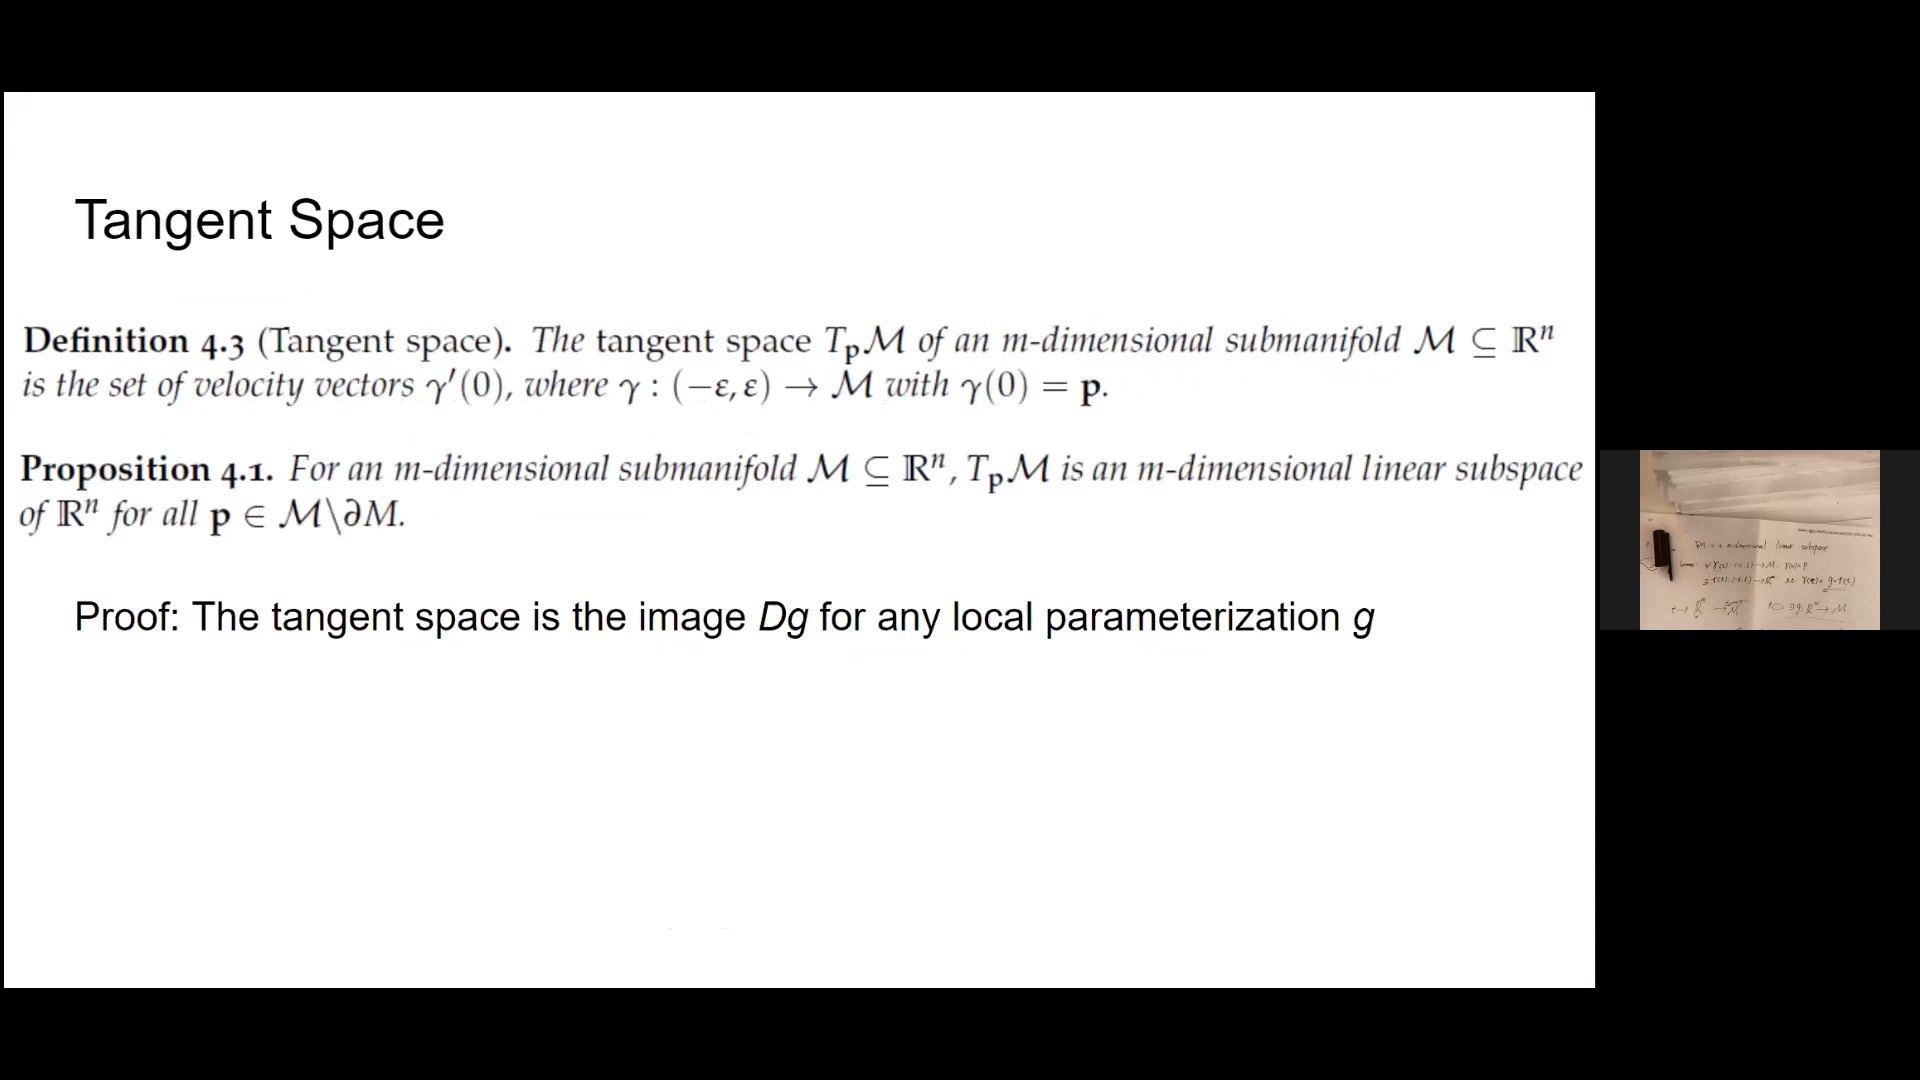 Tangent Space
Definition 4.3 (Tangent space). The tangent space TₚM of an m-dimensional submanifold M ⊆ ℝⁿ
is the set of velocity vectors γ′(0), where γ : (−ε, ε) → M with γ(0) = p.
Proposition 4.1. For an m-dimensional submanifold M ⊆ ℝⁿ, TₚM is an m-dimensional linear subspace
of ℝⁿ for all p ∈ M\∂M.
Proof: The tangent space is the image Dg for any local parameterization g
linear subspace